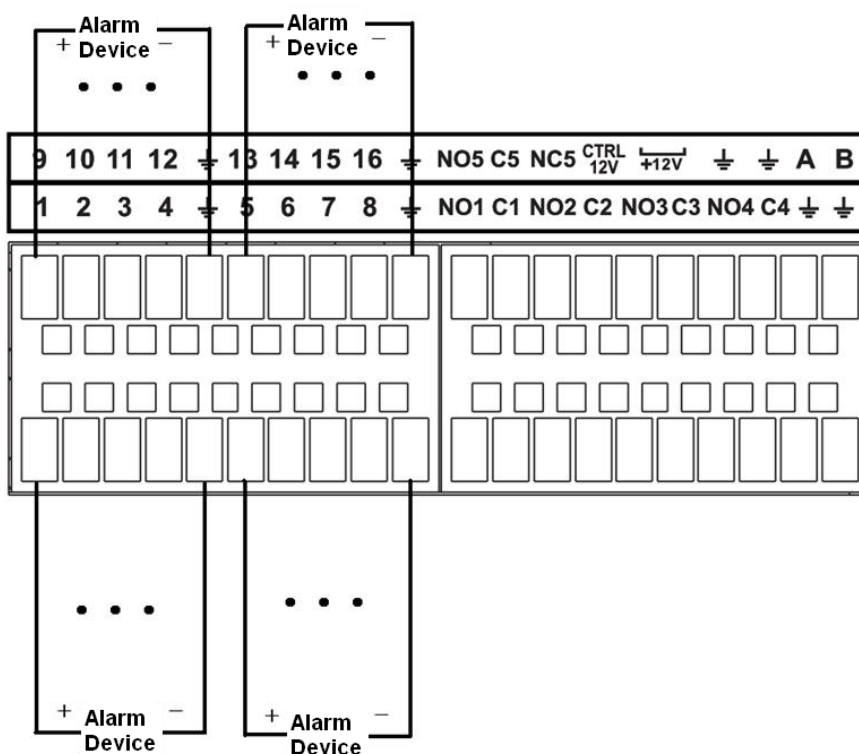 Alarm
+ Device −
Alarm
+ Device −
9 10 11 12 ⏚ 13 14 15 16 ⏚ NO5 C5 NC5 CTRL 12V +12V ⏚ ⏚ A B
1 2 3 4 ⏚ 5 6 7 8 ⏚ NO1 C1 NO2 C2 NO3 C3 NO4 C4 ⏚ ⏚
+ Alarm −
Device
+ Alarm −
Device